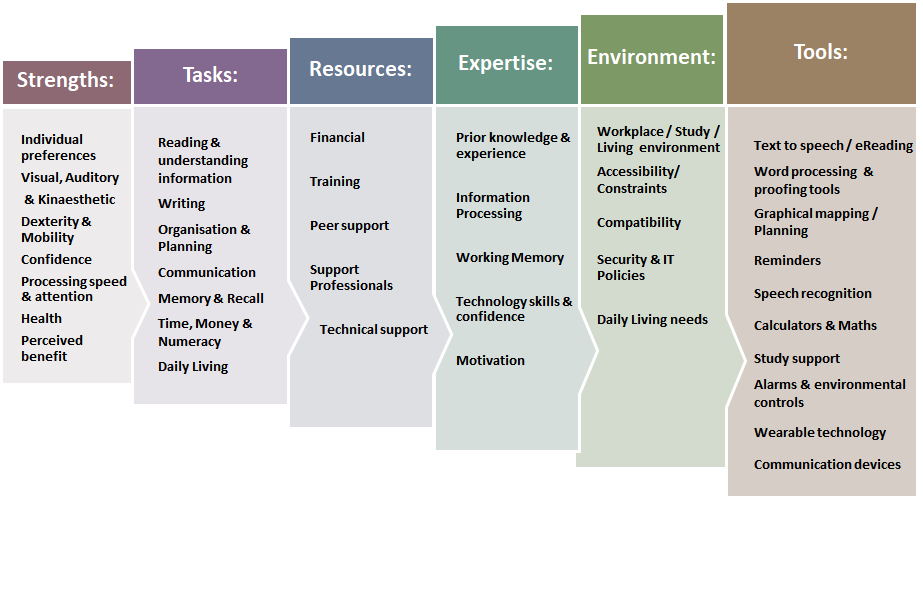 Strengths:
Individual
preferences
Visual, Auditory
& Kinaesthetic
Dexterity &
Mobility
Confidence
Processing speed
& attention
Health
Perceived
benefit
Tasks:
Reading &
understanding
information
Writing
Organisation &
Planning
Communication
Memory & Recall
Time, Money &
Numeracy
Daily Living
Resources:
Financial
Training
Peer support
Support
Professionals
Technical support
Expertise:
Prior knowledge &
experience
Information
Processing
Working Memory
Technology skills &
confidence
Motivation
Environment:
Workplace / Study /
Living environment
Accessibility/
Constraints
Compatibility
Security & IT
Policies
Daily Living needs
Tools:
Text to speech / eReading
Word processing &
proofing tools
Graphical mapping /
Planning
Reminders
Speech recognition
Calculators & Maths
Study support
Alarms & environmental
controls
Wearable technology
Communication devices